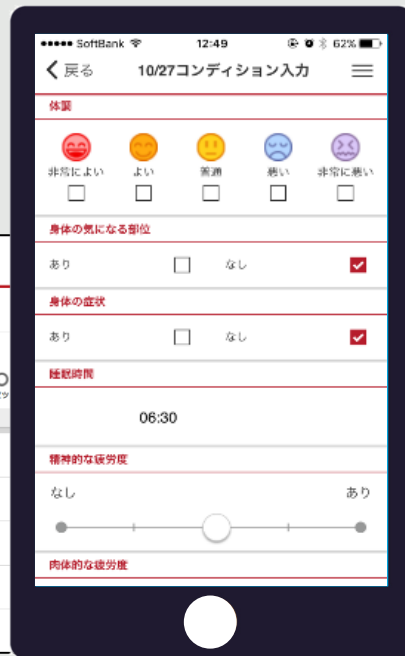 SoftBank 12:49 62%
戻る 10/27コンディション入力
体調
非常によい よい 普通 悪い 非常に悪い
身体の気になる部位
あり なし
身体の症状
あり なし
睡眠時間
06:30
精神的な疲労度
なし あり
肉体的な疲労度